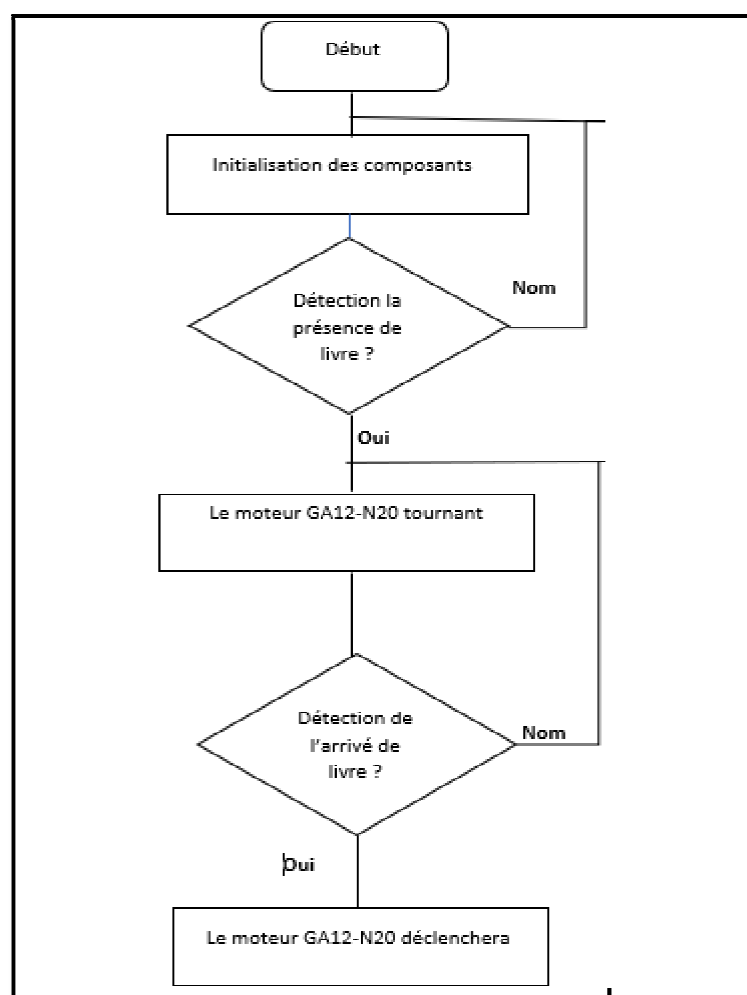 Début
Initialisation des composants
Nom
Détection la
présence de
livre ?
Oui
Le moteur GA12-N20 tournant
Détection de
l'arrivé de
livre ?
Nom
Oui
Le moteur GA12-N20 déclenchera